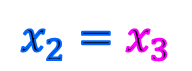 x₂ = x₃